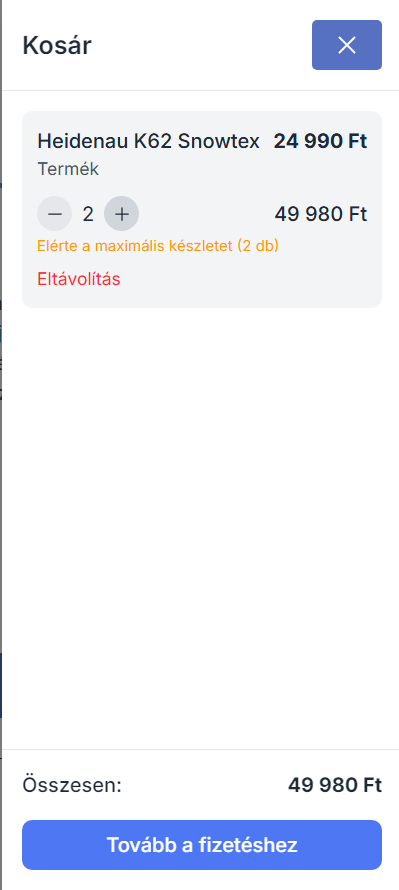 Kosár
Heidenau K62 Snowtex 24 990 Ft
Termék
2 49 980 Ft
Elérte a maximális készletet (2 db)
Eltávolítás
Összesen: 49 980 Ft
Tovább a fizetéshez